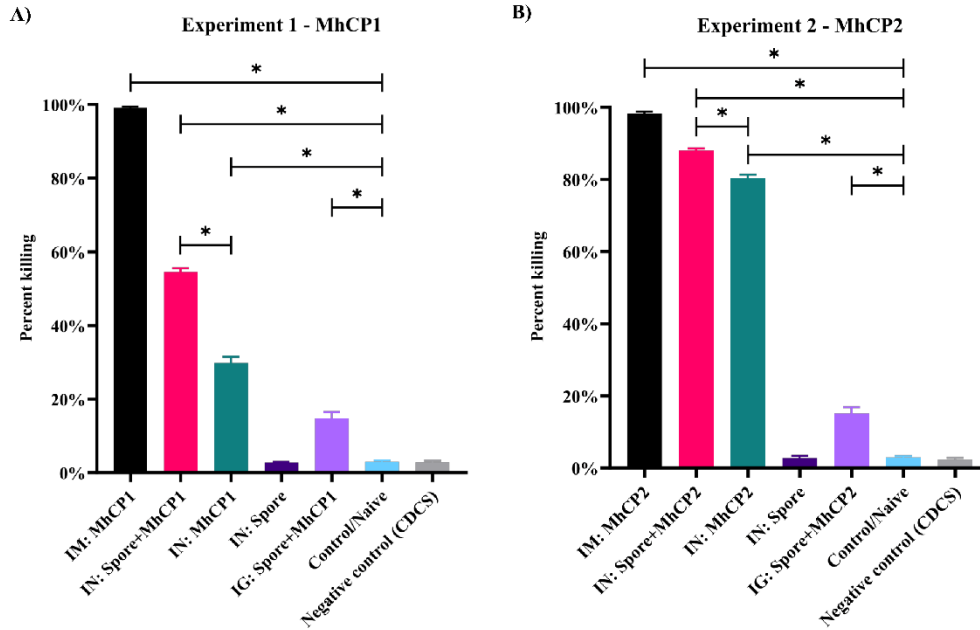 A)
Experiment 1 - MhCP1
*
*
*
*
*
Percent killing
100%
80%
60%
40%
20%
0%
IM: MhCP1
IN: Spore+MhCP1
IN: MhCP1
IN: Spore
IG: Spore+MhCP1
Control/Naive
Negative control (CDCS)
B)
Experiment 2 - MhCP2
*
*
*
*
*
Percent killing
100%
80%
60%
40%
20%
0%
IM: MhCP2
IN: Spore+MhCP2
IN: MhCP2
IN: Spore
IG: Spore+MhCP2
Control/Naive
Negative control (CDCS)